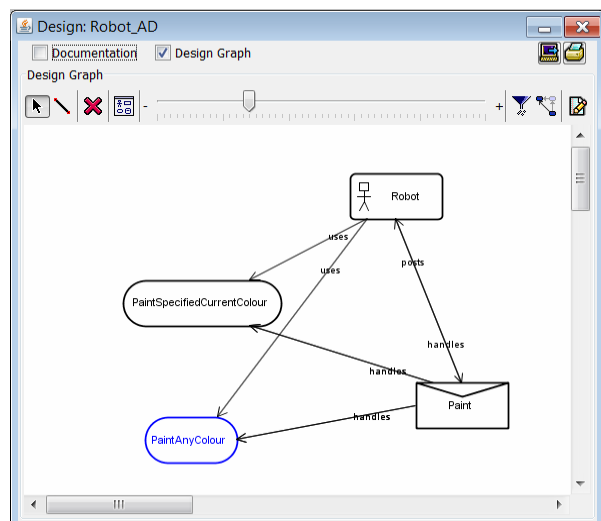 Design: Robot_AD
Documentation
Design Graph
Design Graph
-
+
Robot
uses
uses
posts
PaintSpecifiedCurrentColour
handles
handles
Paint
handles
PaintAnyColour